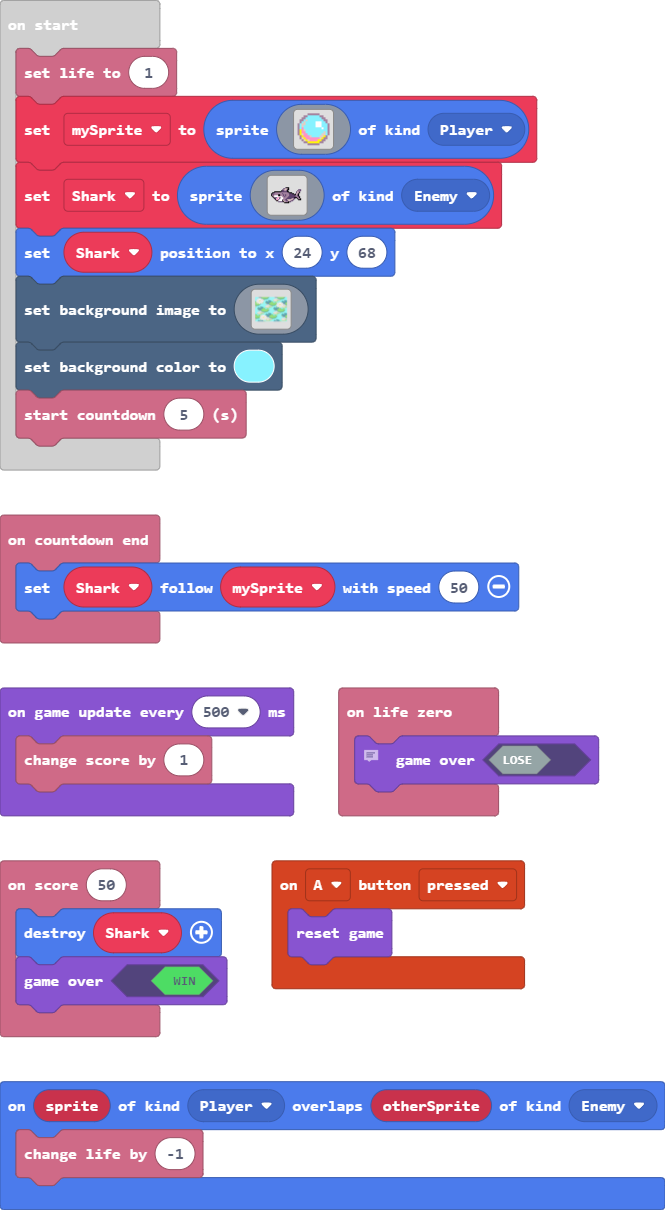 on start
set life to 1
set mySprite to sprite of kind Player
set Shark to sprite of kind Enemy
set Shark position to x 24 y 68
set background image to
set background color to
start countdown 5 (s)
on countdown end
set Shark follow mySprite with speed 50
on game update every 500 ms
change score by 1
on life zero
game over LOSE
on score 50
destroy Shark
game over WIN
on A button pressed
reset game
on sprite of kind Player overlaps otherSprite of kind Enemy
change life by -1